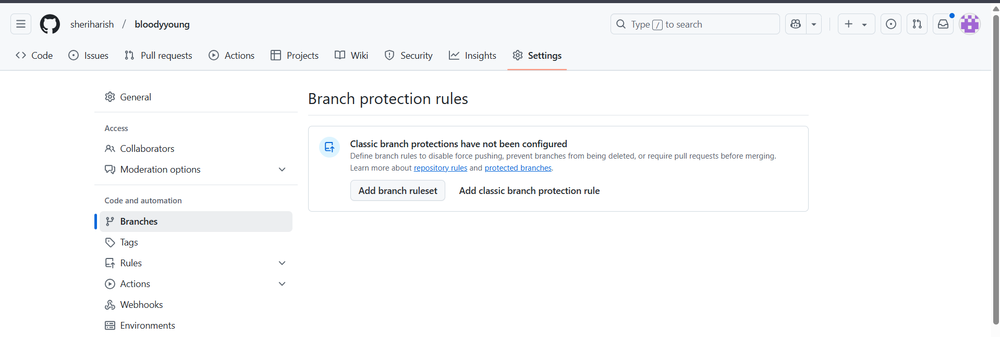 sheriharish / bloodyyoung
Type / to search
Code Issues Pull requests Actions Projects Wiki Security Insights Settings
General
Access
Collaborators
Moderation options
Code and automation
Branches
Tags
Rules
Actions
Webhooks
Environments
Branch protection rules
Classic branch protections have not been configured
Define branch rules to disable force pushing, prevent branches from being deleted, or require pull requests before merging.
Learn more about repository rules and protected branches.
Add branch ruleset Add classic branch protection rule